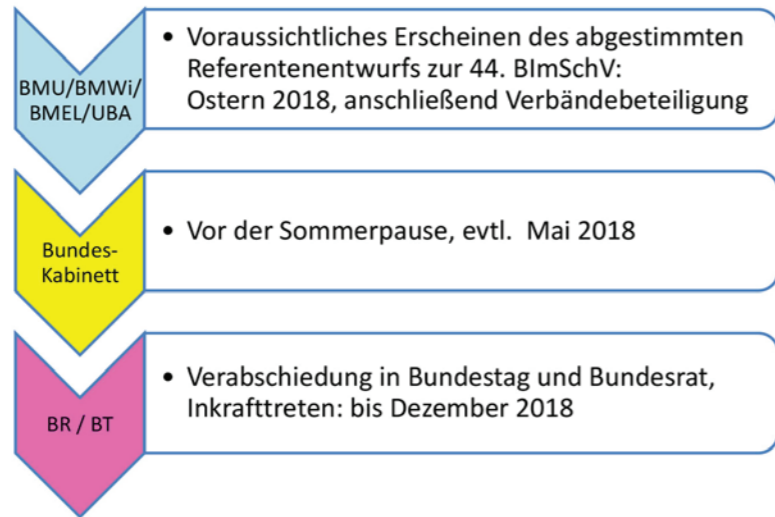 BMU/BMWi/
BMEL/UBA
• Voraussichtliches Erscheinen des abgestimmten
Referentenentwurfs zur 44. BImSchV:
Ostern 2018, anschließend Verbändebeteiligung
Bundes-
Kabinett
• Vor der Sommerpause, evtl. Mai 2018
BR / BT
• Verabschiedung in Bundestag und Bundesrat,
Inkrafttreten: bis Dezember 2018